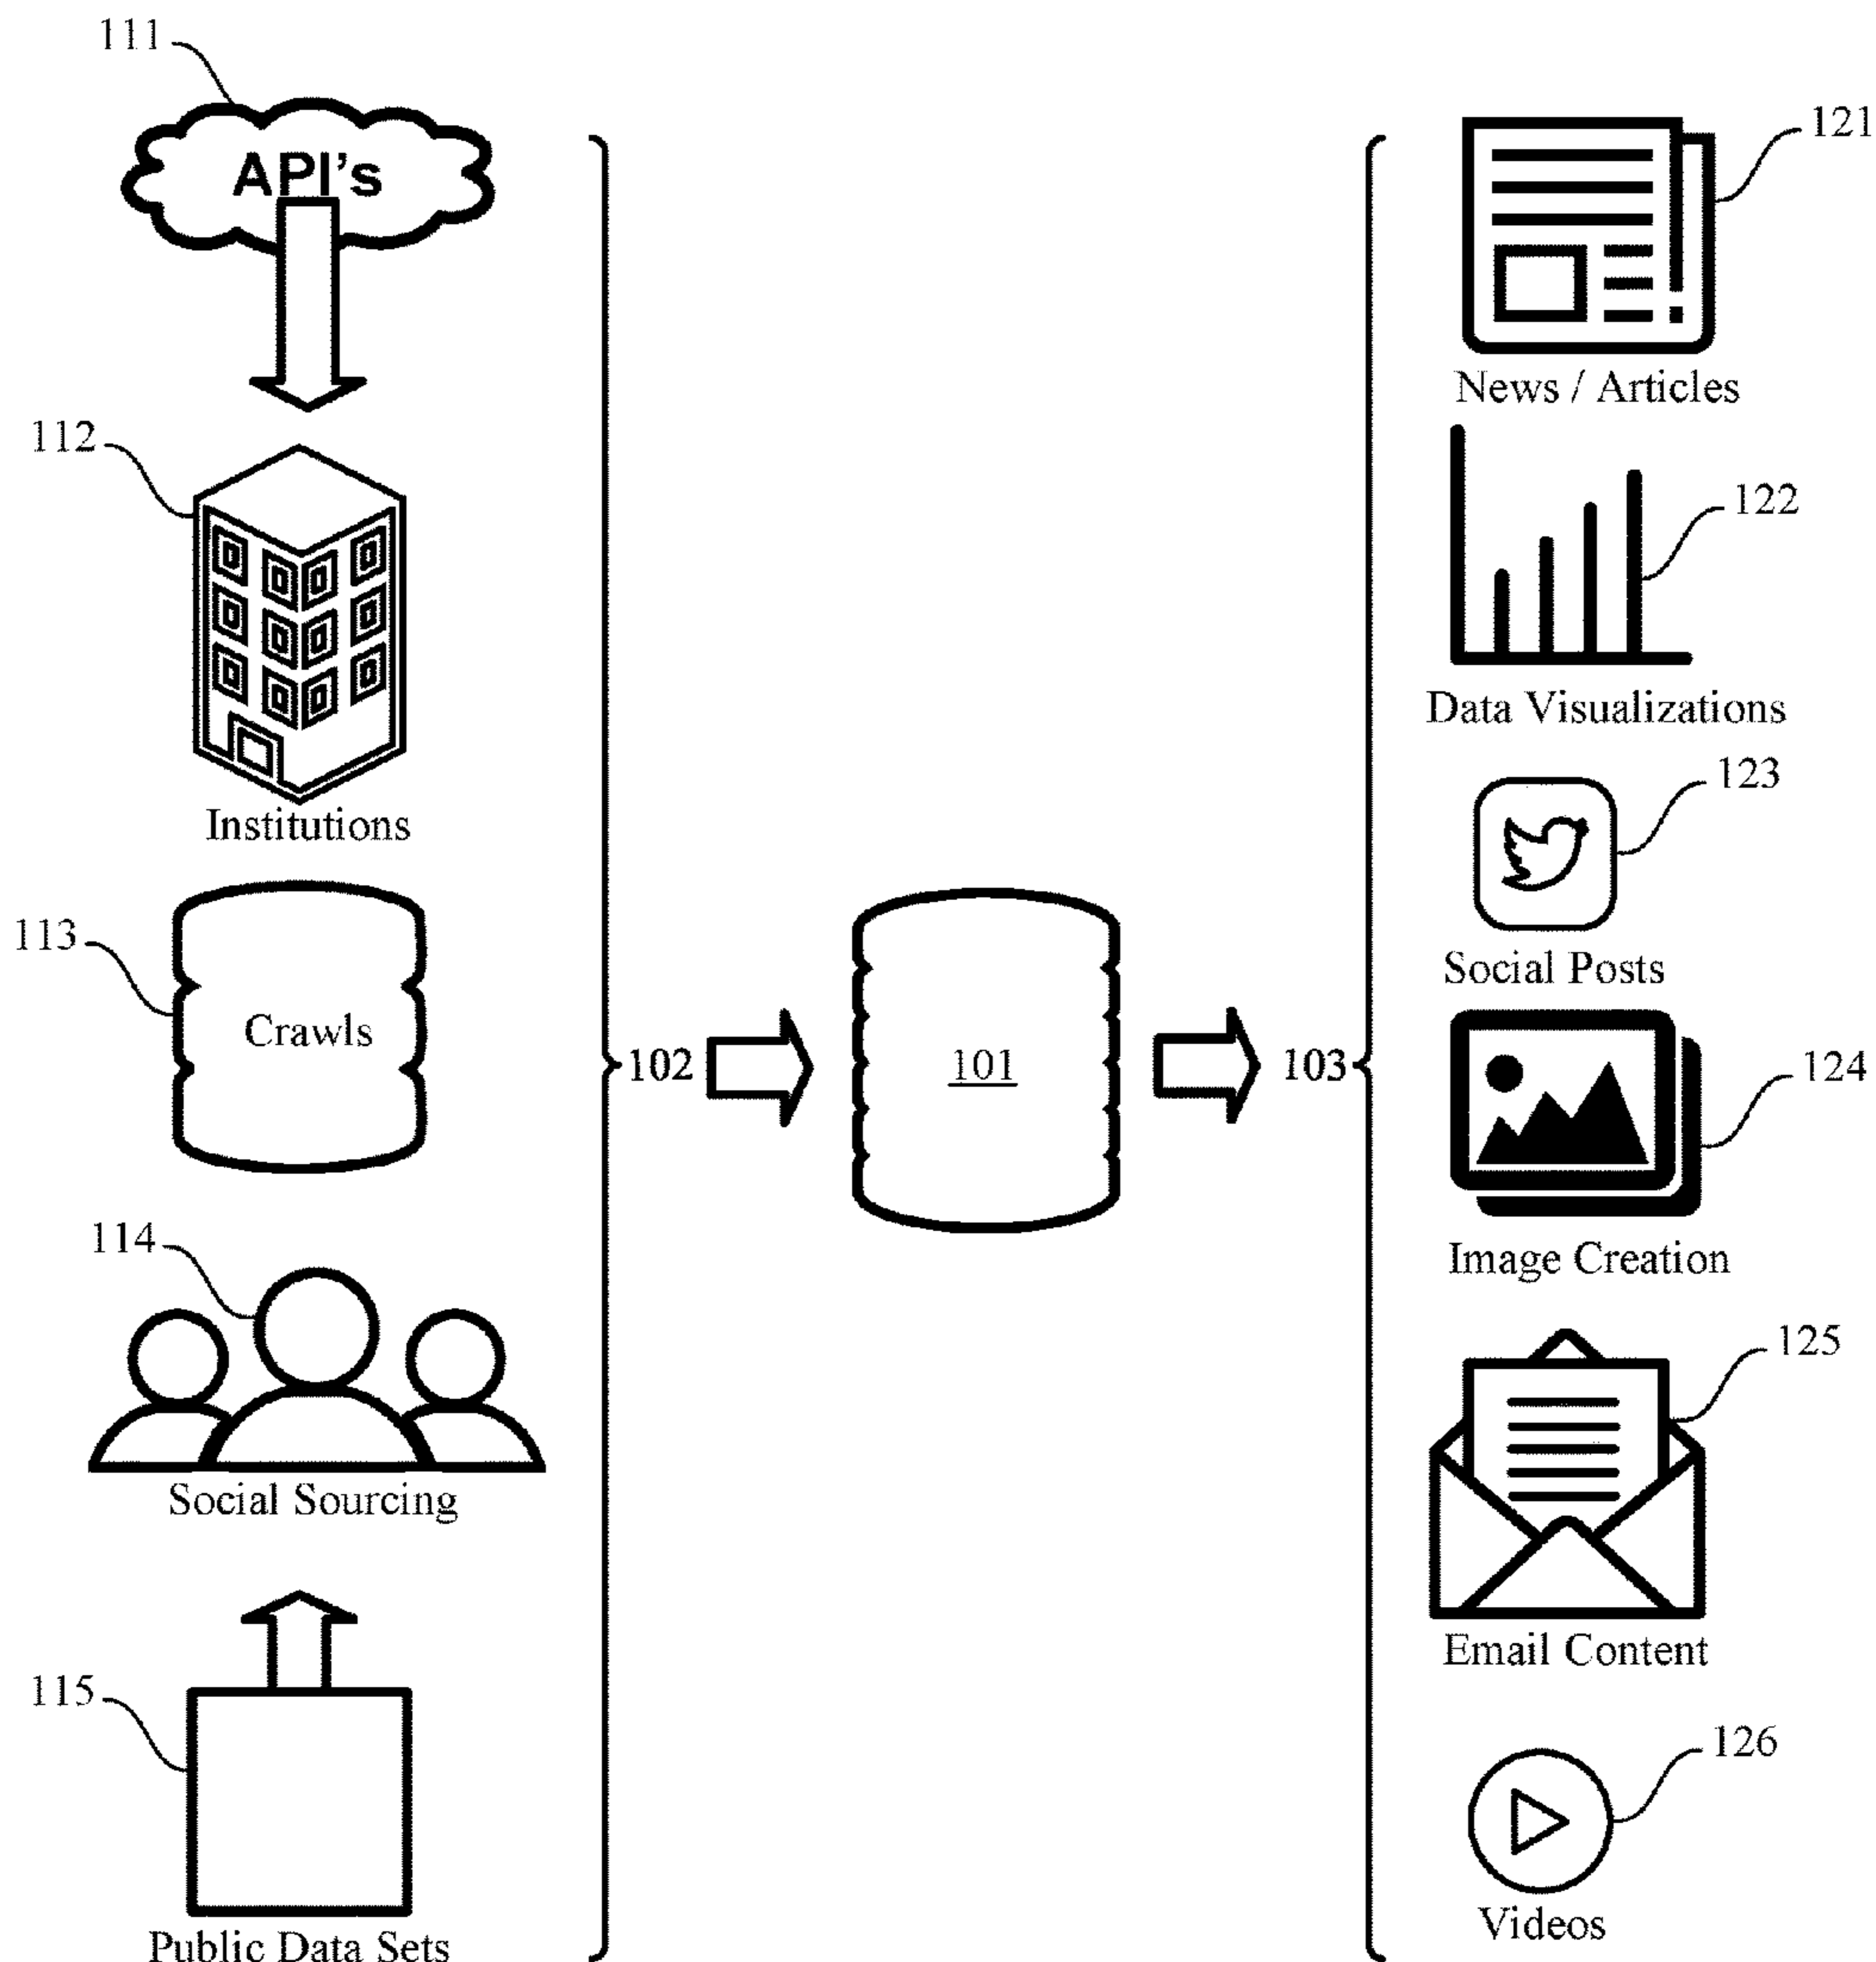 111
API's
112
Institutions
113
Crawls
114
Social Sourcing
115
Public Data Sets
102
101
103
121
News / Articles
122
Data Visualizations
123
Social Posts
124
Image Creation
125
Email Content
126
Videos